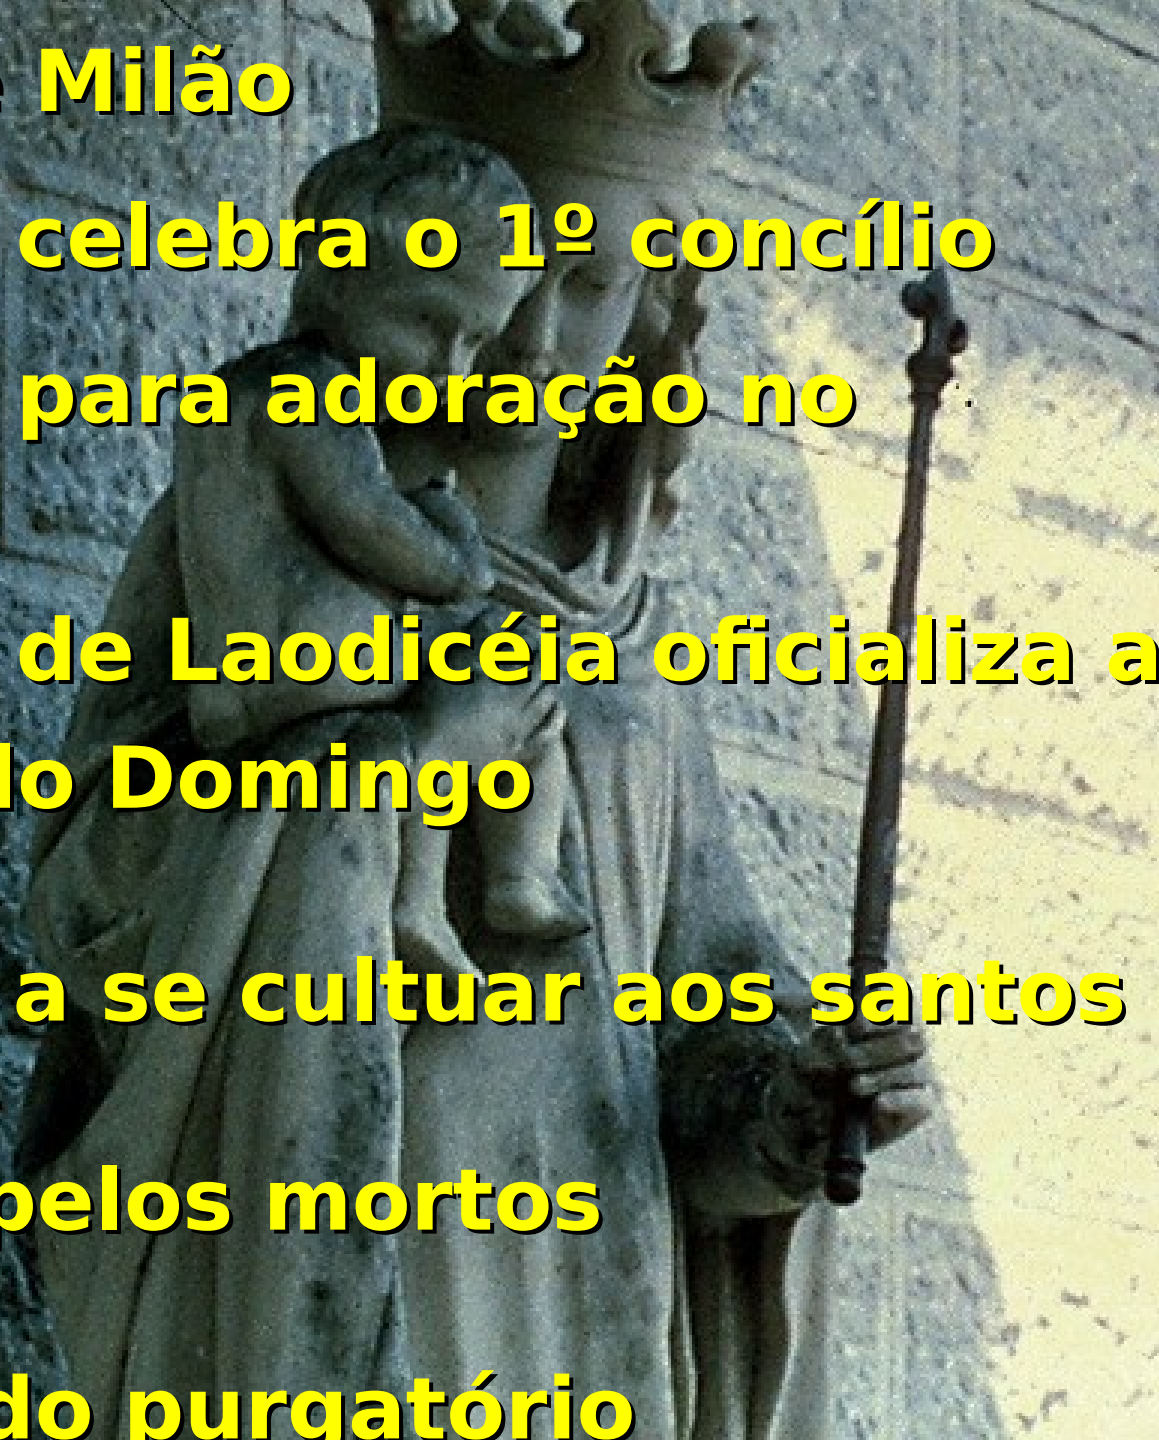 Milão
celebra o 1º concílio
para adoração no
de Laodicéia oficializa a
do Domingo
a se cultuar aos santos
pelos mortos
do purgatório